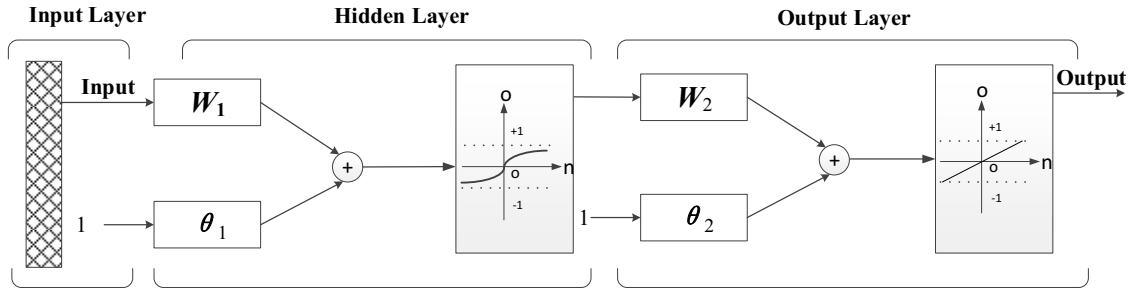 Input Layer
Hidden Layer
Output Layer
Input
W1
θ1
1
+
o
+1
o
n
-1
W2
θ2
1
+
o
+1
o
n
-1
Output